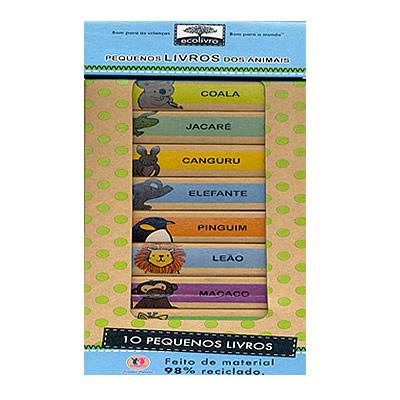 Bom para as crianças
Bom para o mundo™
ecolivro
PEQUENOS LIVROS DOS ANIMAIS
COALA
JACARÉ
CANGURU
ELEFANTE
PINGUIM
LEÃO
MACACO
10 PEQUENOS LIVROS
Feito de material
98% reciclado.